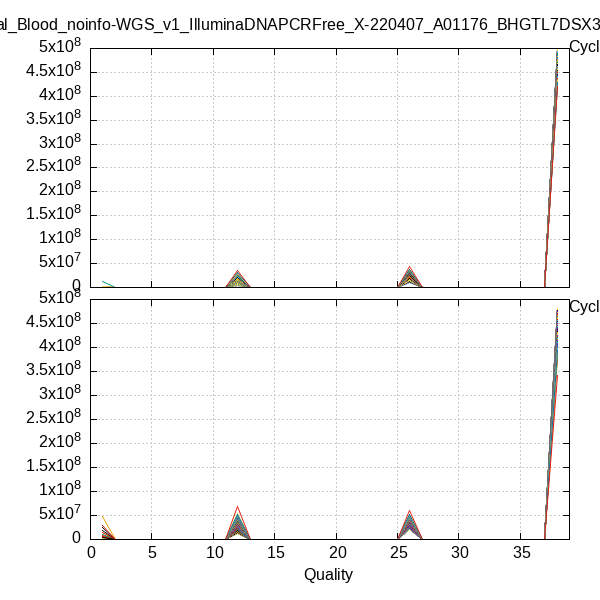 al_Blood_noinfo-WGS_v1_IlluminaDNAPCRFree_X-220407_A01176_BHGTL7DSX3
5x10^8
Cycl
4.5x10^8
4x10^8
3.5x10^8
3x10^8
2.5x10^8
2x10^8
1.5x10^8
1x10^8
5x10^7
0
5x10^8
Cycl
4.5x10^8
4x10^8
3.5x10^8
3x10^8
2.5x10^8
2x10^8
1.5x10^8
1x10^8
5x10^7
0
0 5 10 15 20 25 30 35
Quality